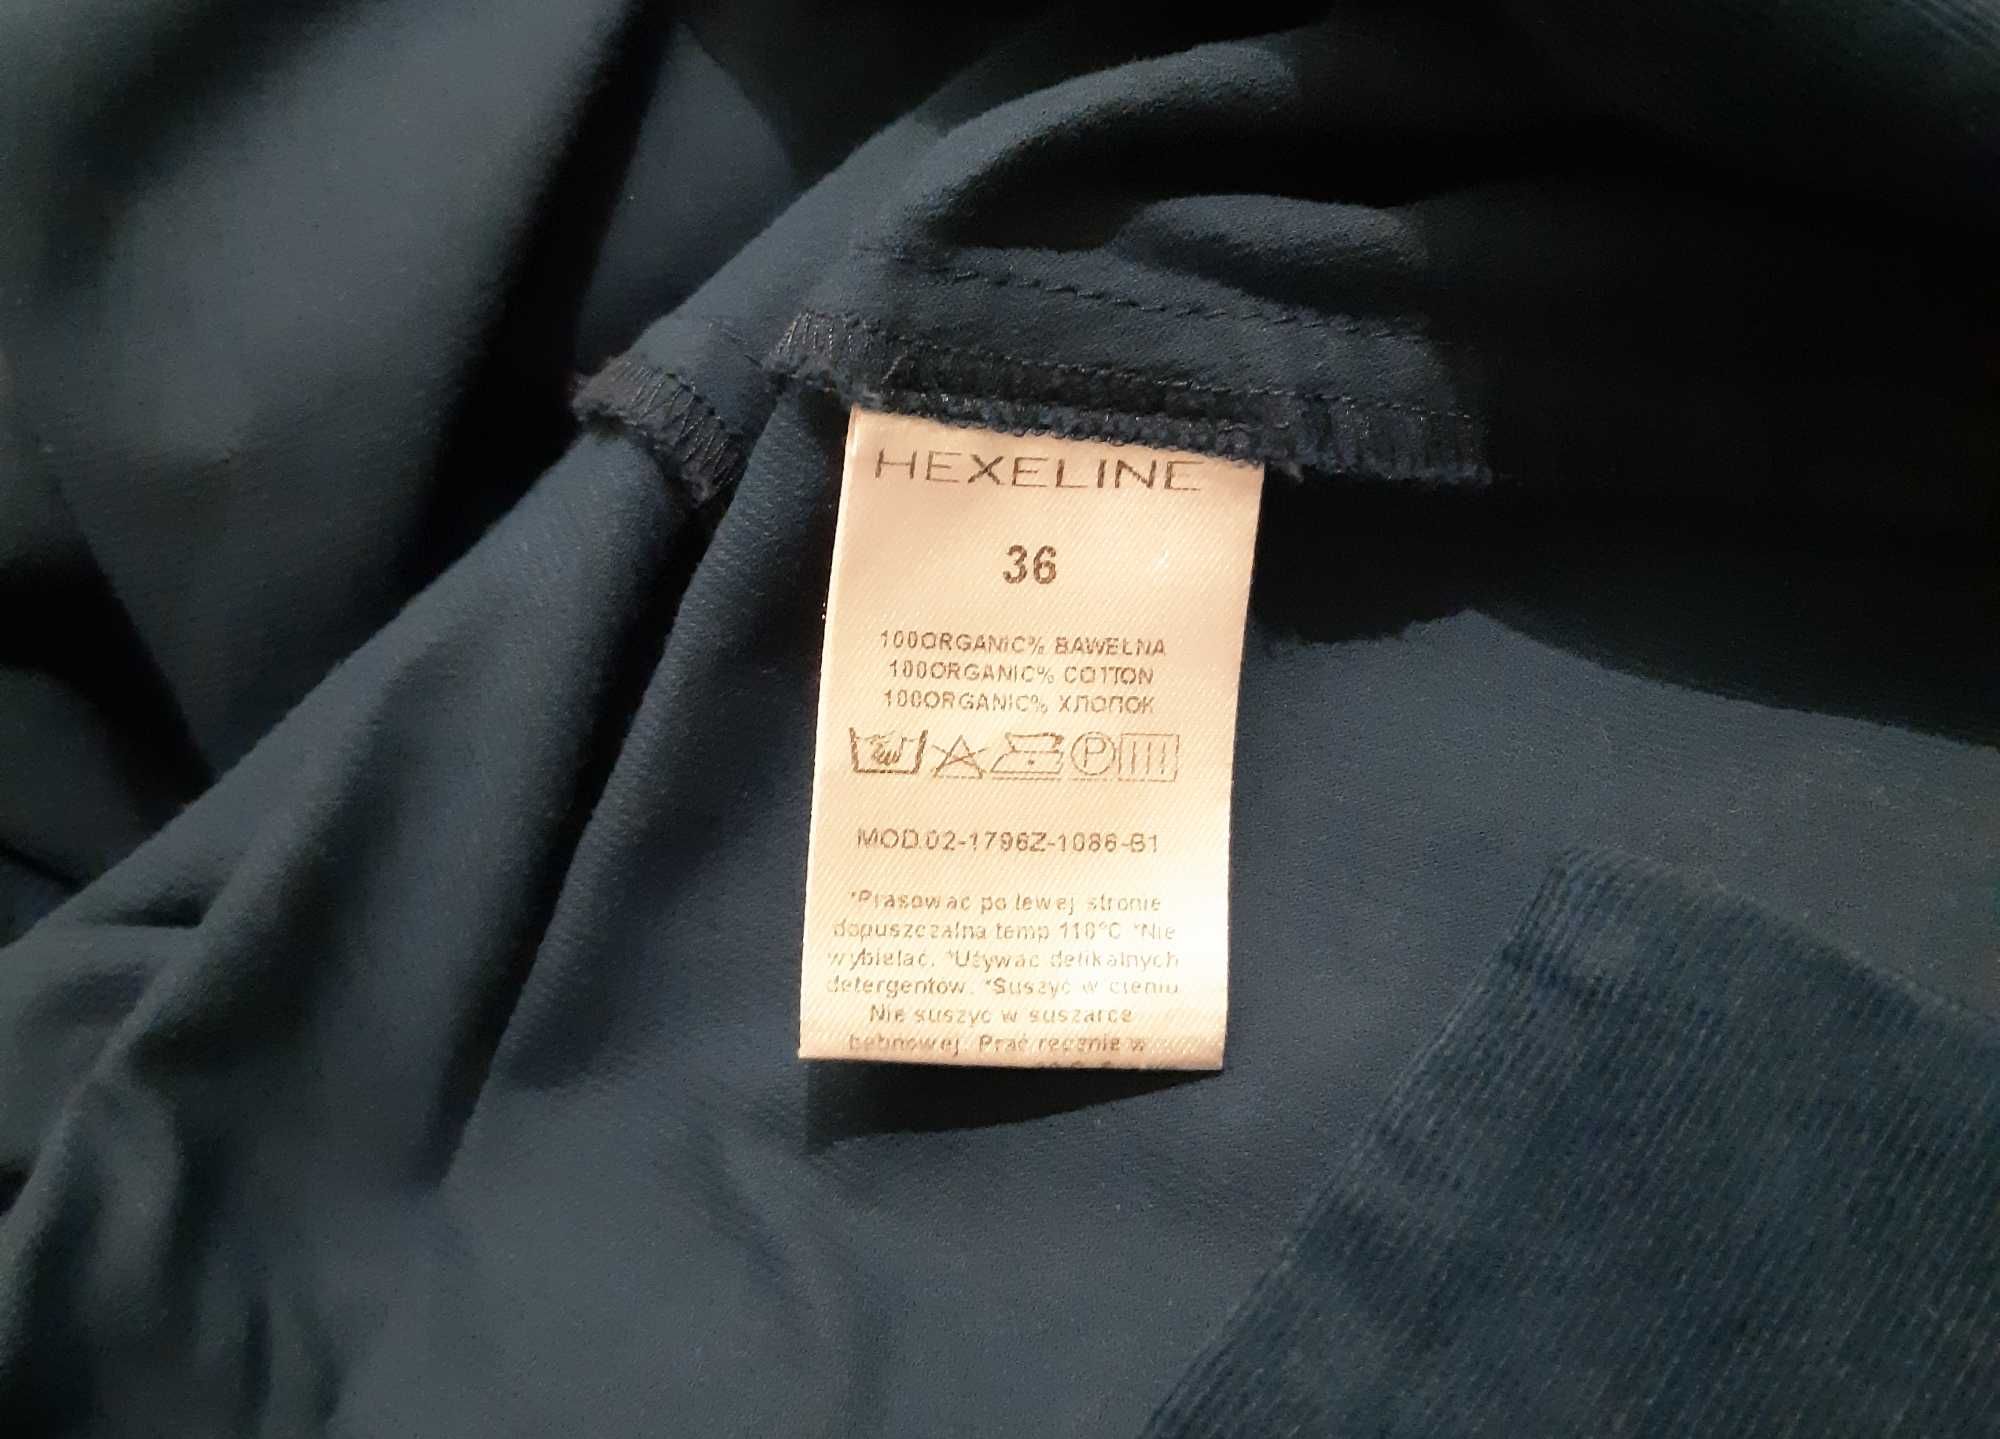 HEXELINE
36
100ORGANIC% BAWEŁNA
100ORGANIC% COTTON
100ORGANIC% ХЛОПОК
P
MOD.02-1796Z-1086-B1
*Prasować po lewej stronie
dopuszczalna temp 110°C *Nie
wybielać. *Używać delikalnych
detergentów. *Suszyć w cieniu
Nie suszyć w suszarce
bębnowej. Prać ręcznie w